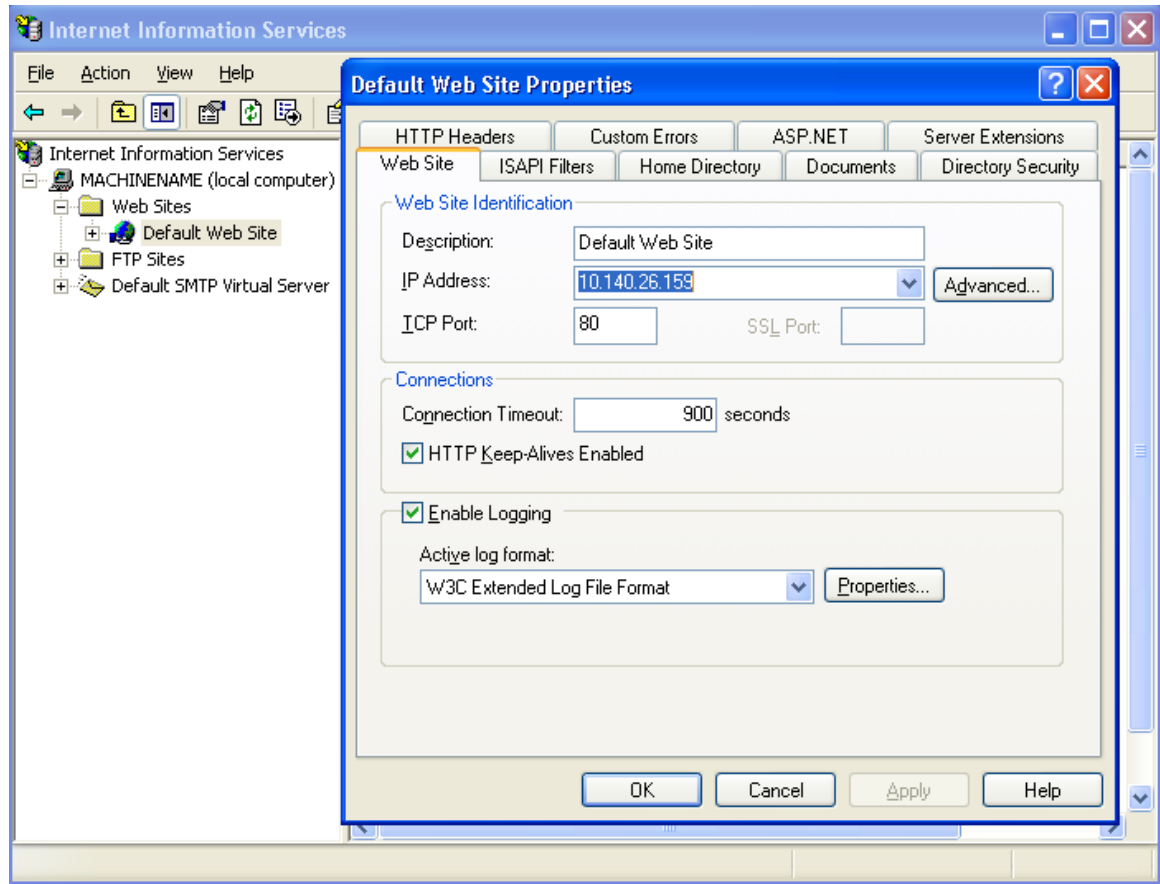 Internet Information Services
File Action View Help
Internet Information Services
MACHINENAME (local computer)
Web Sites
Default Web Site
FTP Sites
Default SMTP Virtual Server
Default Web Site Properties
HTTP Headers Custom Errors ASP.NET Server Extensions
Web Site ISAPI Filters Home Directory Documents Directory Security
Web Site Identification
Description: Default Web Site
IP Address: 10.140.26.159 Advanced...
TCP Port: 80 SSL Port:
Connections
Connection Timeout: 900 seconds
HTTP Keep-Alives Enabled
Enable Logging
Active log format:
W3C Extended Log File Format Properties...
OK Cancel Apply Help